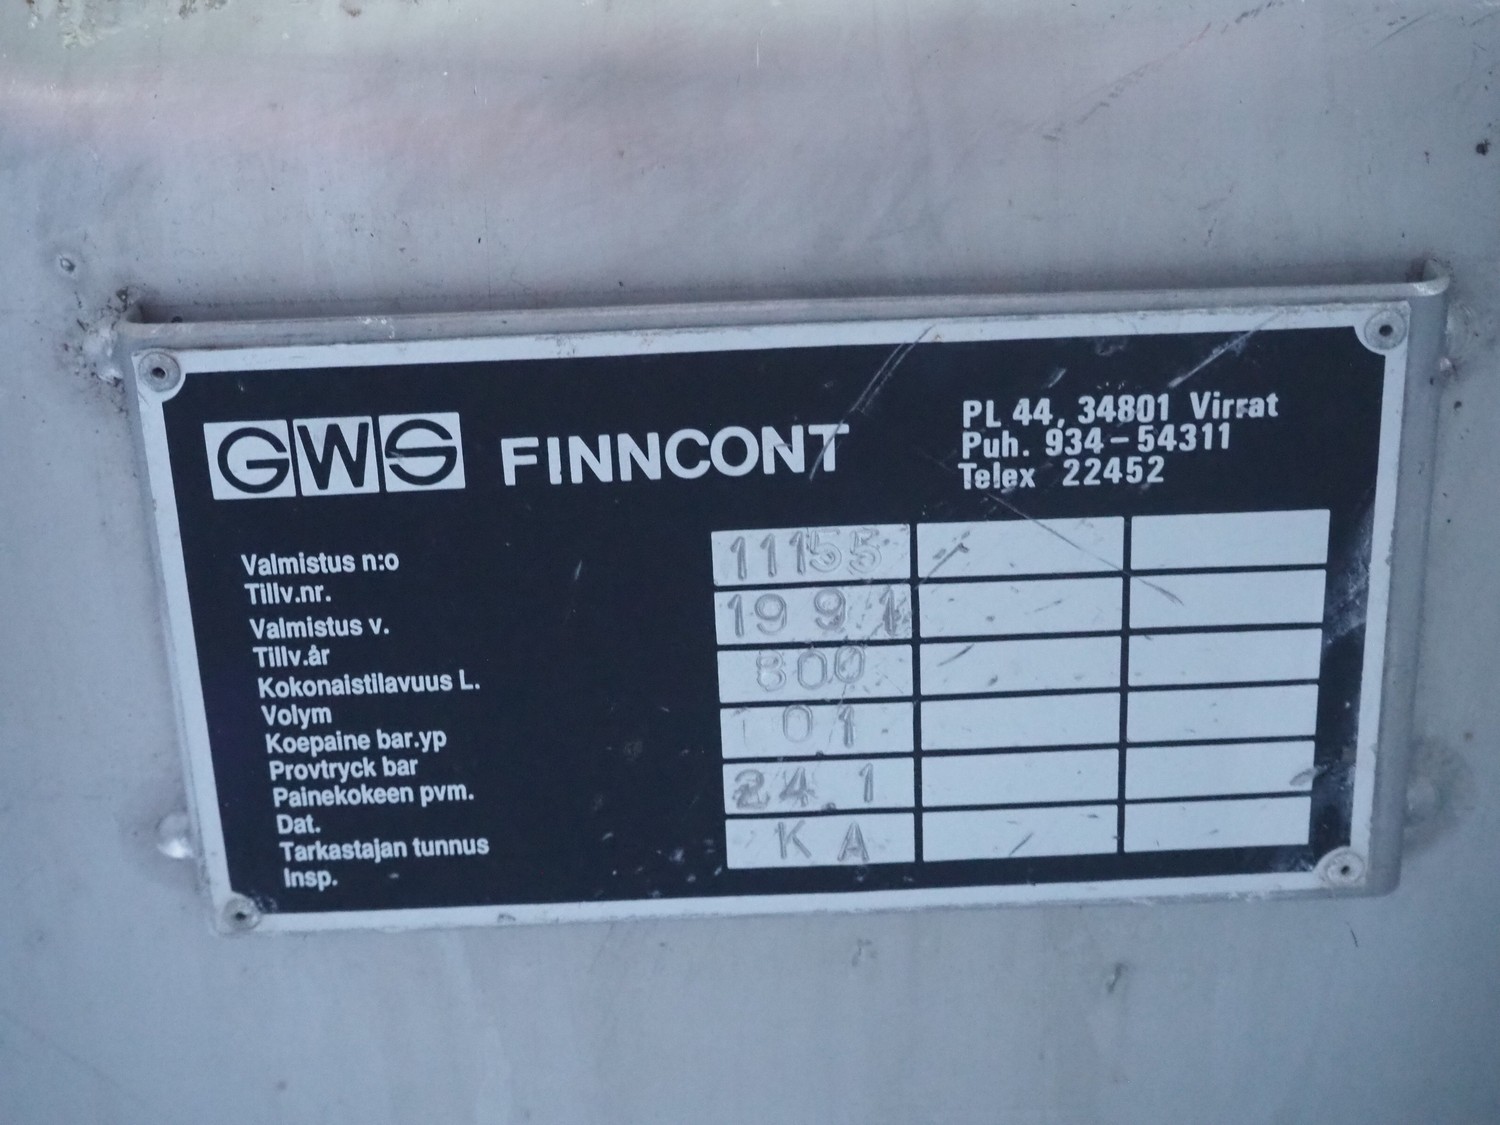 GWS FINNCONT
PL 44, 34801 Virrat
Puh. 934-54311
Telex 22452
Valmistus n:o 11155
Tillv.nr.
Valmistus v. 1991
Tillv.år
Kokonaistilavuus L. 800
Volym
Koepaine bar.yp 0.1
Provtryck bar
Painekokeen pvm. 24.1
Dat.
Tarkastajan tunnus KA
Insp.